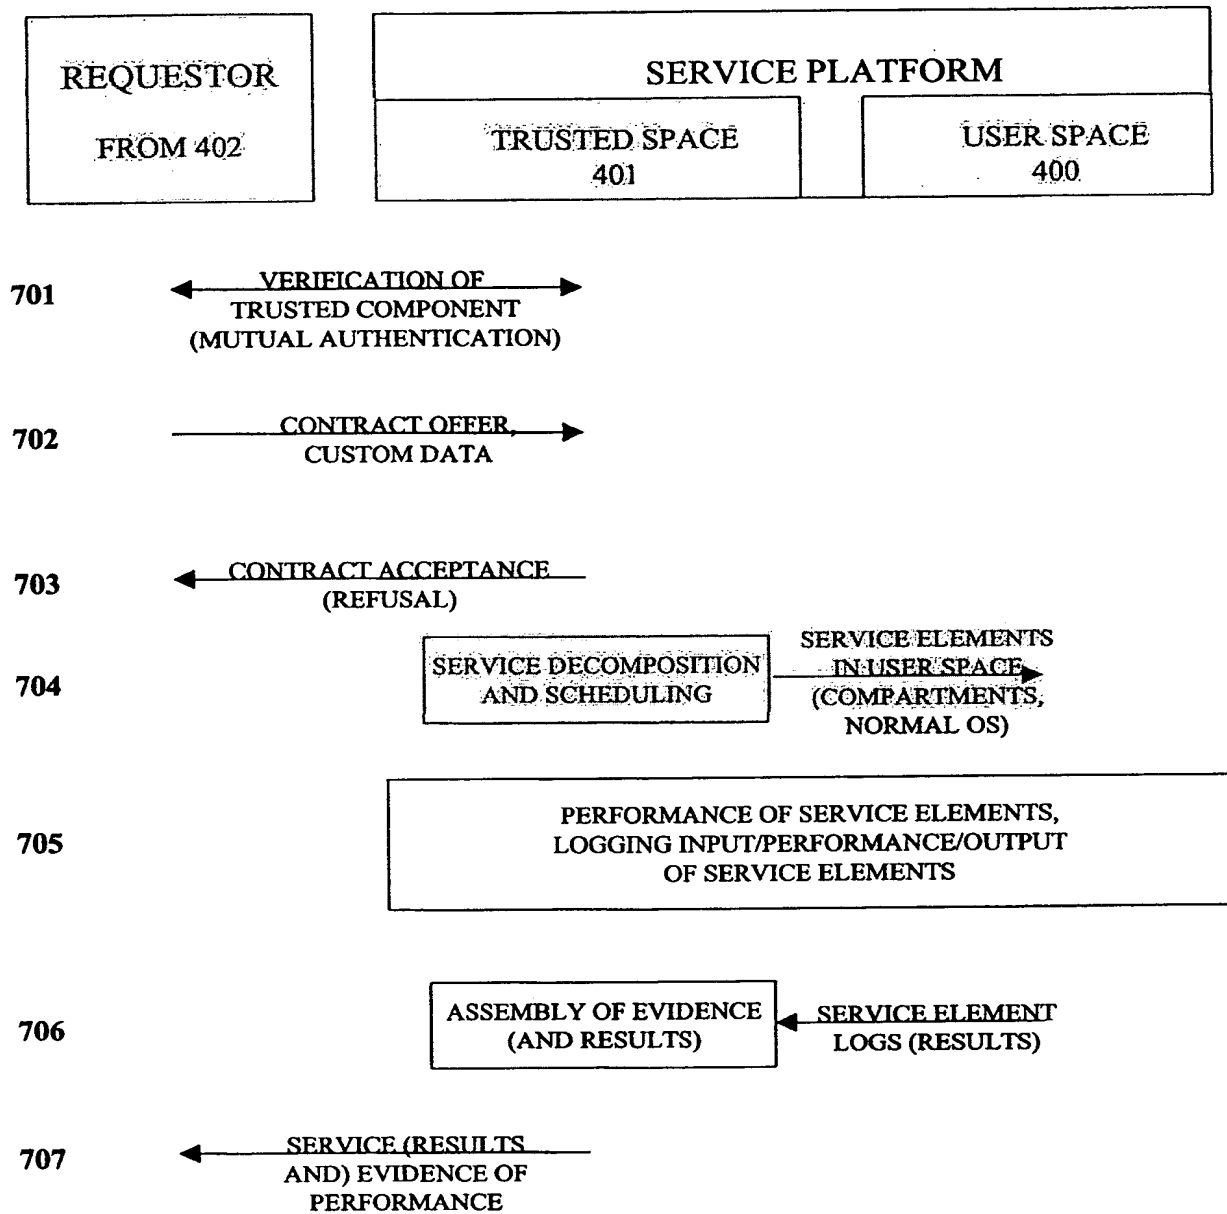 REQUESTOR
FROM 402
SERVICE PLATFORM
TRUSTED SPACE
401
USER SPACE
400
701
VERIFICATION OF
TRUSTED COMPONENT
(MUTUAL AUTHENTICATION)
702
CONTRACT OFFER,
CUSTOM DATA
703
CONTRACT ACCEPTANCE
(REFUSAL)
704
SERVICE DECOMPOSITION
AND SCHEDULING
SERVICE ELEMENTS
IN USER SPACE
(COMPARTMENTS,
NORMAL OS)
705
PERFORMANCE OF SERVICE ELEMENTS,
LOGGING INPUT/PERFORMANCE/OUTPUT
OF SERVICE ELEMENTS
706
ASSEMBLY OF EVIDENCE
(AND RESULTS)
SERVICE ELEMENT
LOGS (RESULTS)
707
SERVICE (RESULTS
AND) EVIDENCE OF
PERFORMANCE